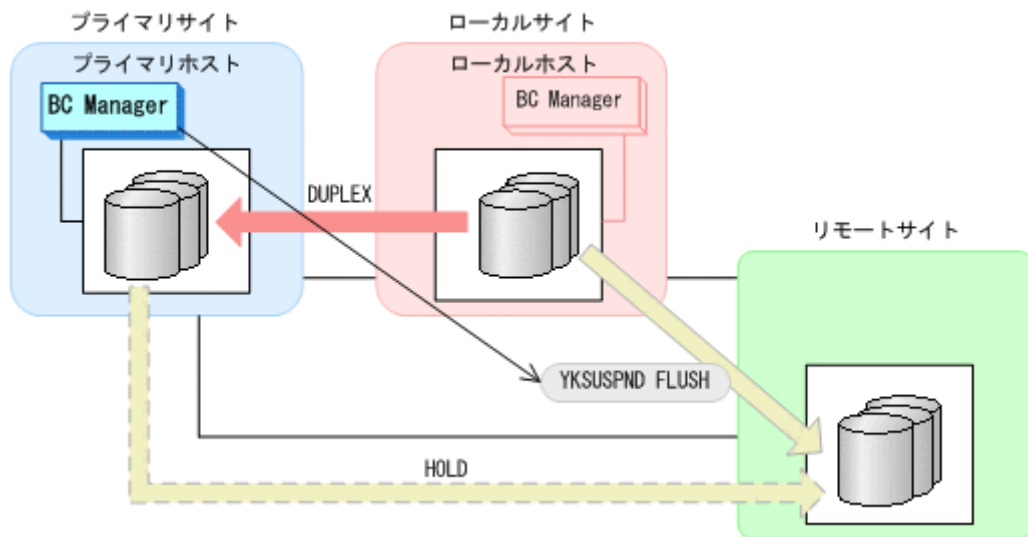 プライマリサイト
ローカルサイト
プライマリホスト
ローカルホスト
BC Manager
BC Manager
DUPLEX
リモートサイト
YKSUSPND FLUSH
HOLD